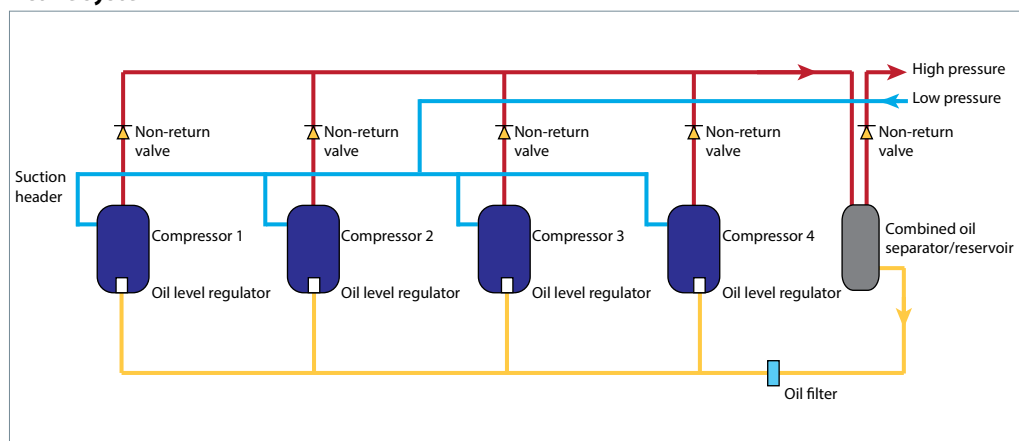 High pressure
Low pressure
Non-return
valve
Non-return
valve
Non-return
valve
Non-return
valve
Non-return
valve
Suction
header
Compressor 1
Compressor 2
Compressor 3
Compressor 4
Combined oil
separator/reservoir
Oil level regulator
Oil level regulator
Oil level regulator
Oil level regulator
Oil filter